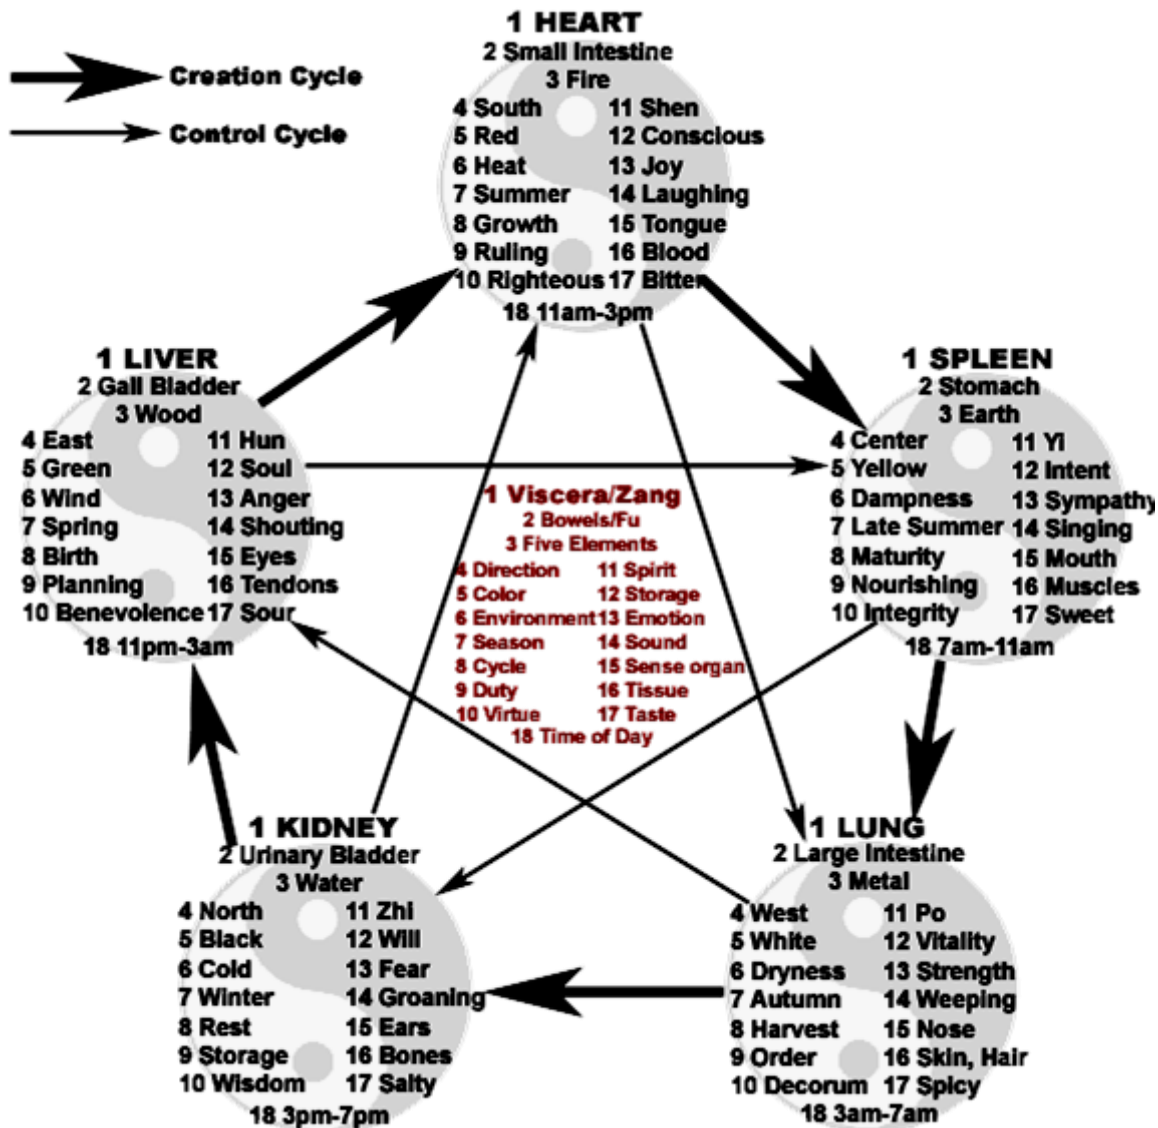 Creation Cycle
Control Cycle
1 HEART
2 Small Intestine
3 Fire
4 South 11 Shen
5 Red 12 Conscious
6 Heat 13 Joy
7 Summer 14 Laughing
8 Growth 15 Tongue
9 Ruling 16 Blood
10 Righteous 17 Bitter
18 11am-3pm
1 LIVER
2 Gall Bladder
3 Wood
4 East 11 Hun
5 Green 12 Soul
6 Wind 13 Anger
7 Spring 14 Shouting
8 Birth 15 Eyes
9 Planning 16 Tendons
10 Benevolence 17 Sour
18 11pm-3am
1 Viscera/Zang
2 Bowels/Fu
3 Five Elements
4 Direction 11 Spirit
5 Color 12 Storage
6 Environment 13 Emotion
7 Season 14 Sound
8 Cycle 15 Sense organ
9 Duty 16 Tissue
10 Virtue 17 Taste
18 Time of Day
1 SPLEEN
2 Stomach
3 Earth
4 Center 11 Yi
5 Yellow 12 Intent
6 Dampness 13 Sympathy
7 Late Summer 14 Singing
8 Maturity 15 Mouth
9 Nourishing 16 Muscles
10 Integrity 17 Sweet
18 7am-11am
1 KIDNEY
2 Urinary Bladder
3 Water
4 North 11 Zhi
5 Black 12 Will
6 Cold 13 Fear
7 Winter 14 Groaning
8 Rest 15 Ears
9 Storage 16 Bones
10 Wisdom 17 Salty
18 3pm-7pm
1 LUNG
2 Large Intestine
3 Metal
4 West 11 Po
5 White 12 Vitality
6 Dryness 13 Strength
7 Autumn 14 Weeping
8 Harvest 15 Nose
9 Order 16 Skin, Hair
10 Decorum 17 Spicy
18 3am-7am